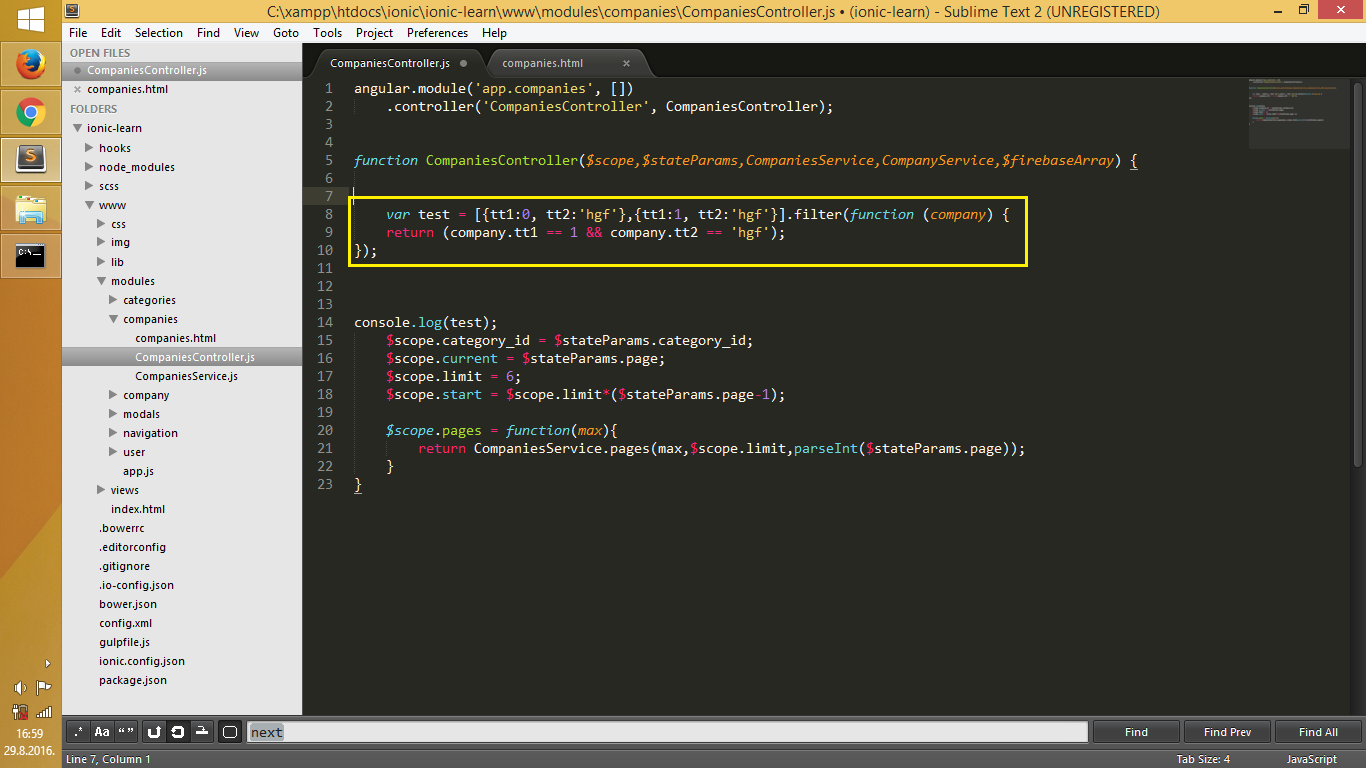 C:\xampp\htdocs\ionic\ionic-learn\www\modules\companies\CompaniesController.js • (ionic-learn) - Sublime Text 2 (UNREGISTERED)
File Edit Selection Find View Goto Tools Project Preferences Help
OPEN FILES
CompaniesController.js
companies.html
FOLDERS
ionic-learn
hooks
node_modules
scss
www
css
img
lib
modules
categories
companies
companies.html
CompaniesController.js
CompaniesService.js
company
modals
navigation
user
app.js
views
index.html
.bowerrc
.editorconfig
.gitignore
.io-config.json
bower.json
config.xml
gulpfile.js
ionic.config.json
package.json
CompaniesController.js companies.html
1 angular.module('app.companies', [])
2 .controller('CompaniesController', CompaniesController);
3
4
5 function CompaniesController($scope,$stateParams,CompaniesService,CompanyService,$firebaseArray) {
6
7
8 var test = [{tt1:0, tt2:'hgf'},{tt1:1, tt2:'hgf'}].filter(function (company) {
9 return (company.tt1 == 1 && company.tt2 == 'hgf');
10 });
11
12
13
14 console.log(test);
15 $scope.category_id = $stateParams.category_id;
16 $scope.current = $stateParams.page;
17 $scope.limit = 6;
18 $scope.start = $scope.limit*($stateParams.page-1);
19
20 $scope.pages = function(max){
21 return CompaniesService.pages(max,$scope.limit,parseInt($stateParams.page));
22 }
23 }
.* Aa “” next Find Find Prev Find All
Line 7, Column 1 Tab Size: 4 JavaScript
16:59
29.8.2016.